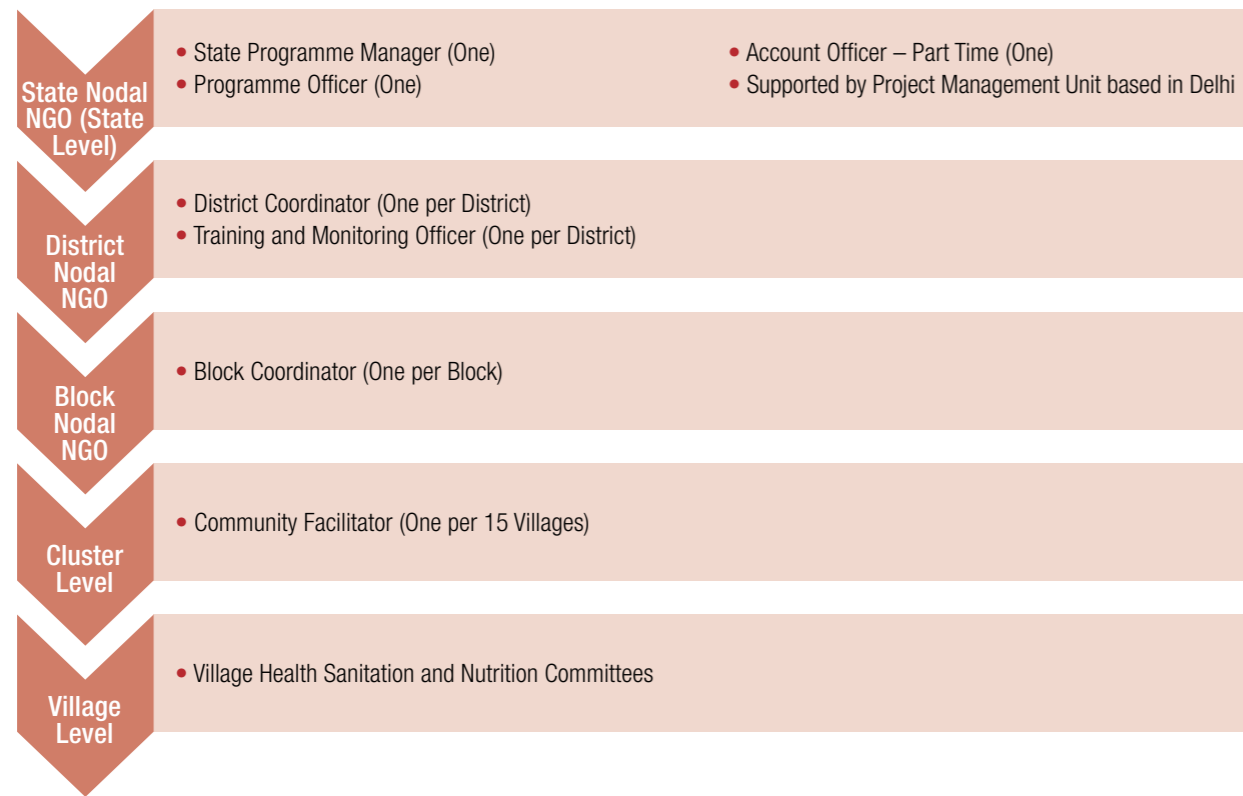 State Nodal
NGO (State
Level)
• State Programme Manager (One)
• Programme Officer (One)
• Account Officer – Part Time (One)
• Supported by Project Management Unit based in Delhi
District
Nodal
NGO
• District Coordinator (One per District)
• Training and Monitoring Officer (One per District)
Block
Nodal
NGO
• Block Coordinator (One per Block)
Cluster
Level
• Community Facilitator (One per 15 Villages)
Village
Level
• Village Health Sanitation and Nutrition Committees